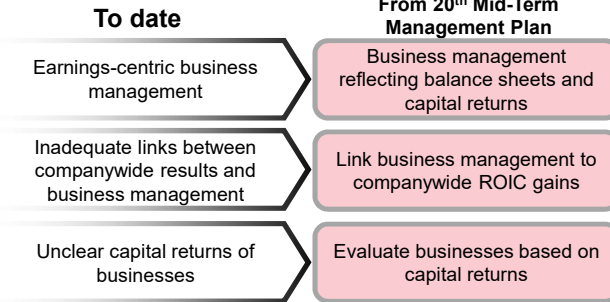 To date
From 20th Mid-Term
Management Plan
Earnings-centric business
management
Business management
reflecting balance sheets and
capital returns
Inadequate links between
companywide results and
business management
Link business management to
companywide ROIC gains
Unclear capital returns of
businesses
Evaluate businesses based on
capital returns